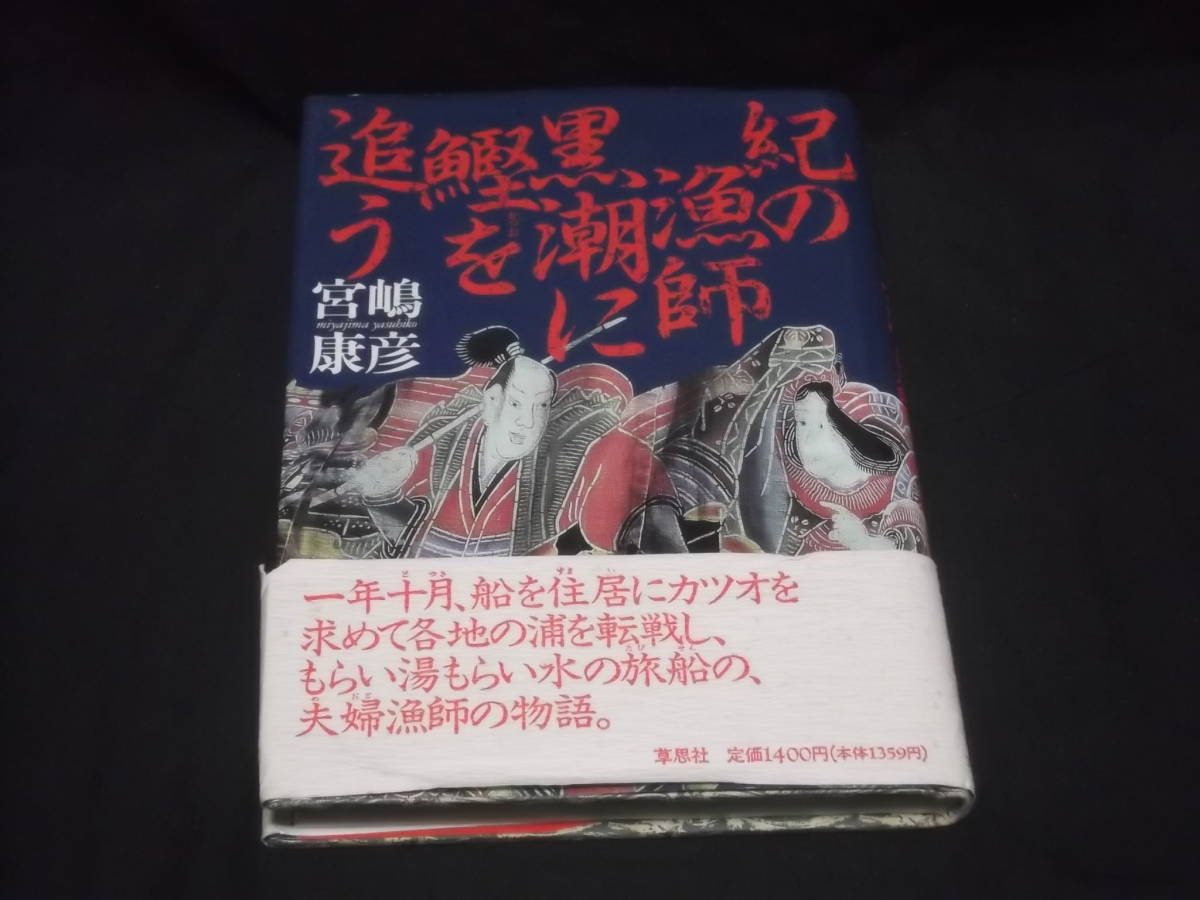 紀の
漁師
黒潮に
鰹を
かつお
追う
宮嶋
miyajima yasuhiko
康彦
一年十月、船を住居にカツオを
求めて各地の浦を転戦し、
もらい湯もらい水の旅船の、
夫婦漁師の物語。
草思社 定価1400円(本体1359円)